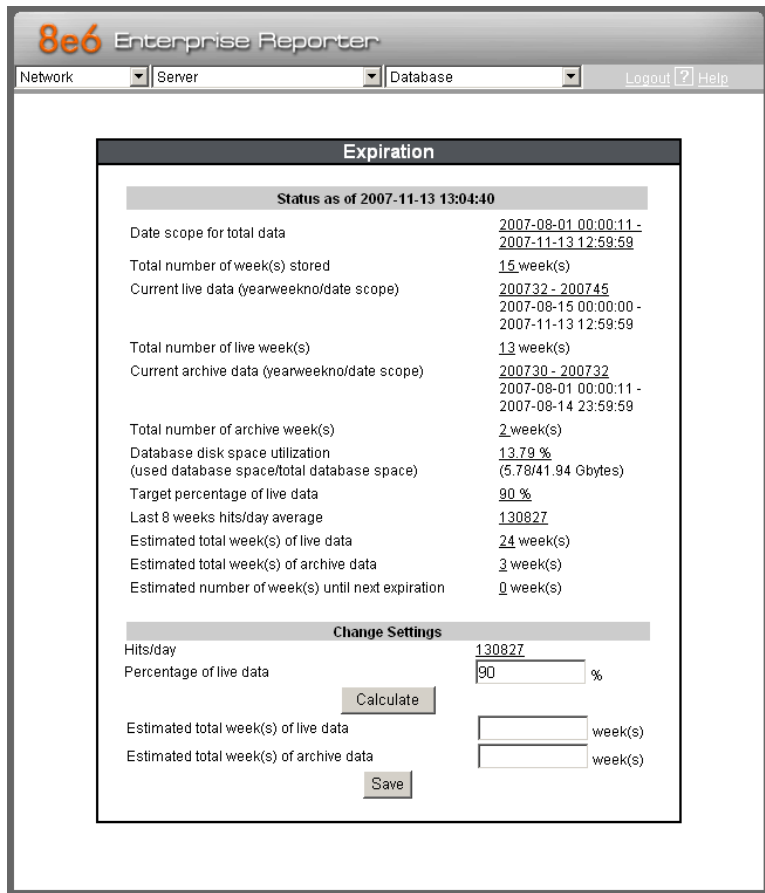 8e6 Enterprise Reporter
Network Server Database Logout ? Help
Expiration
Status as of 2007-11-13 13:04:40
Date scope for total data 2007-08-01 00:00:11 -
2007-11-13 12:59:59
Total number of week(s) stored 15 week(s)
Current live data (yearweekno/date scope) 200732 - 200745
2007-08-15 00:00:00 -
2007-11-13 12:59:59
Total number of live week(s) 13 week(s)
Current archive data (yearweekno/date scope) 200730 - 200732
2007-08-01 00:00:11 -
2007-08-14 23:59:59
Total number of archive week(s) 2 week(s)
Database disk space utilization 13.79 %
(used database space/total database space) (5.78/41.94 Gbytes)
Target percentage of live data 90 %
Last 8 weeks hits/day average 130827
Estimated total week(s) of live data 24 week(s)
Estimated total week(s) of archive data 3 week(s)
Estimated number of week(s) until next expiration 0 week(s)
Change Settings
Hits/day 130827
Percentage of live data 90 %
Calculate
Estimated total week(s) of live data week(s)
Estimated total week(s) of archive data week(s)
Save